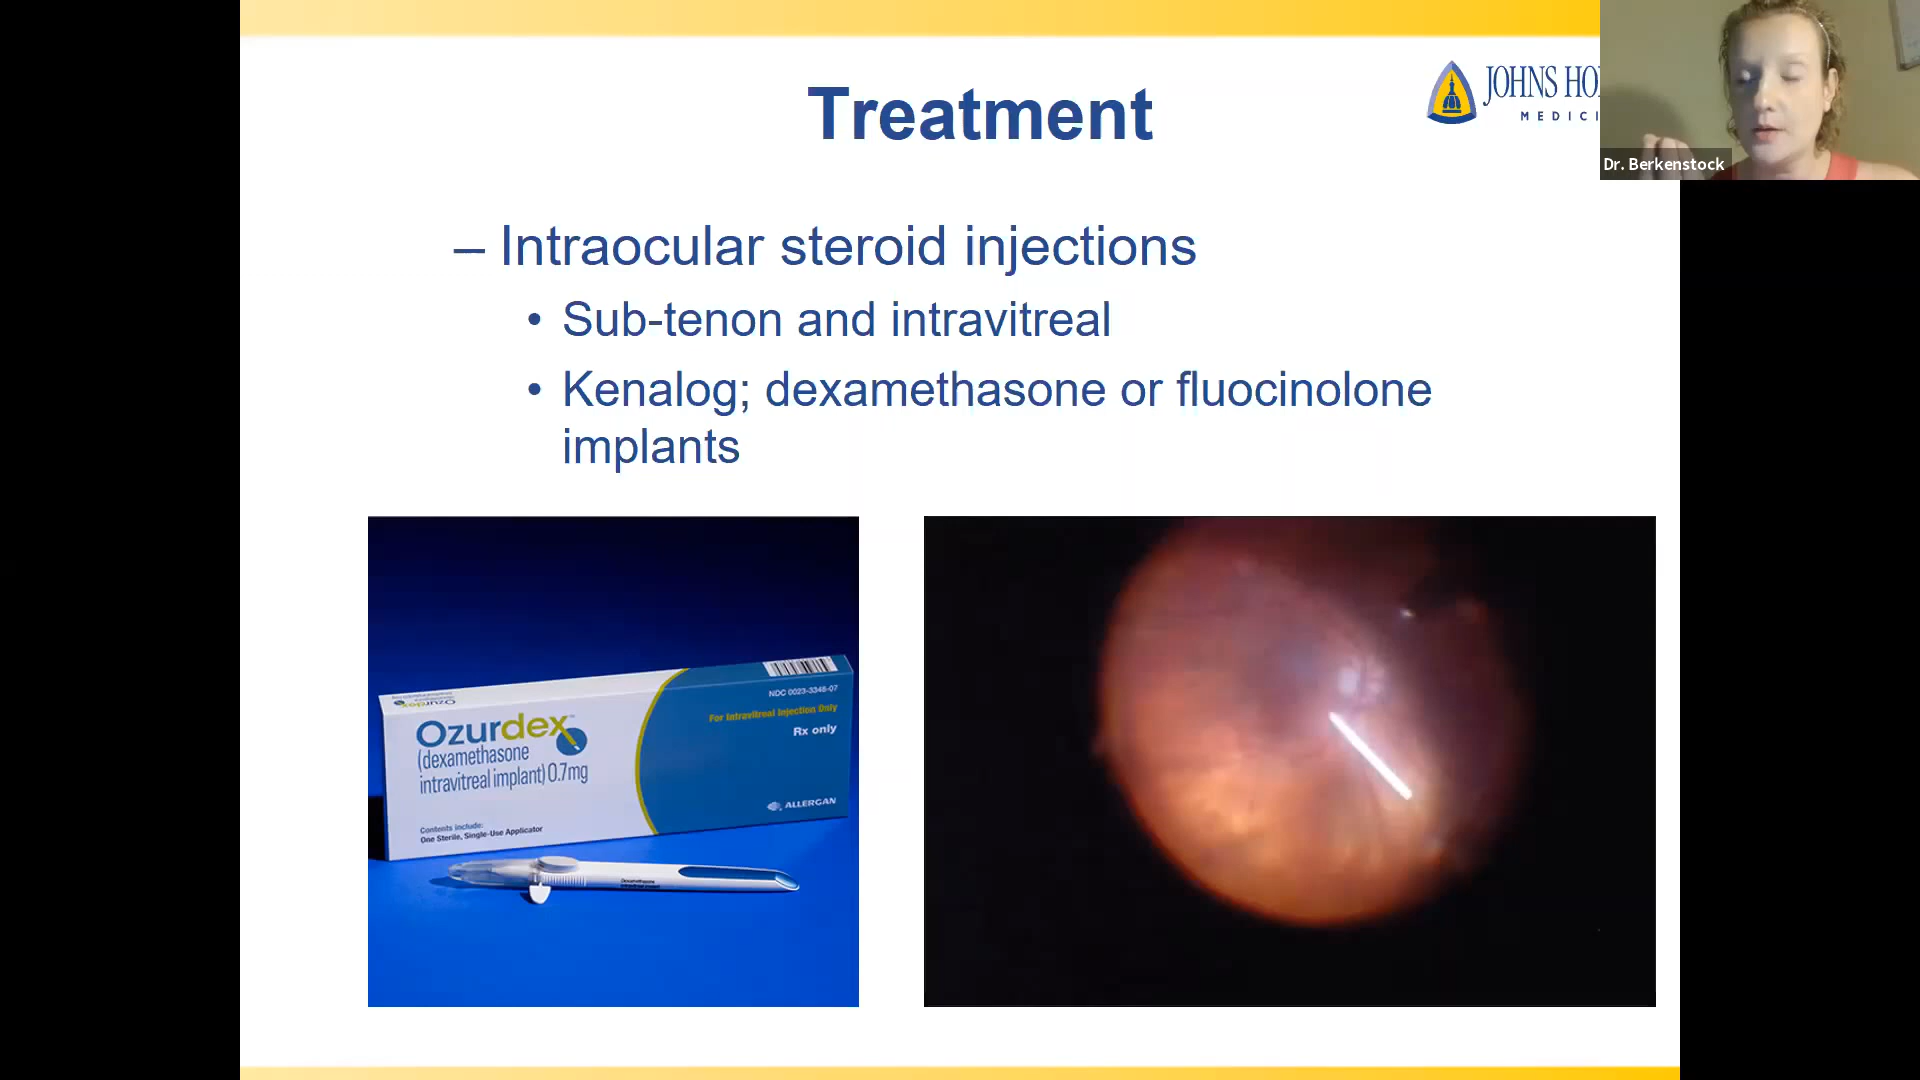 Treatment
JOHNS HO
MEDICI
Dr. Berkenstock
– Intraocular steroid injections
• Sub-tenon and intravitreal
• Kenalog; dexamethasone or fluocinolone
implants
Ozurdex
NDC 0023-3348-07
For Intravitreal Injection Only
Rx only
Ozurdex™
(dexamethasone
intravitreal implant) 0.7mg
ALLERGAN
Contents include:
One Sterile, Single-Use Applicator